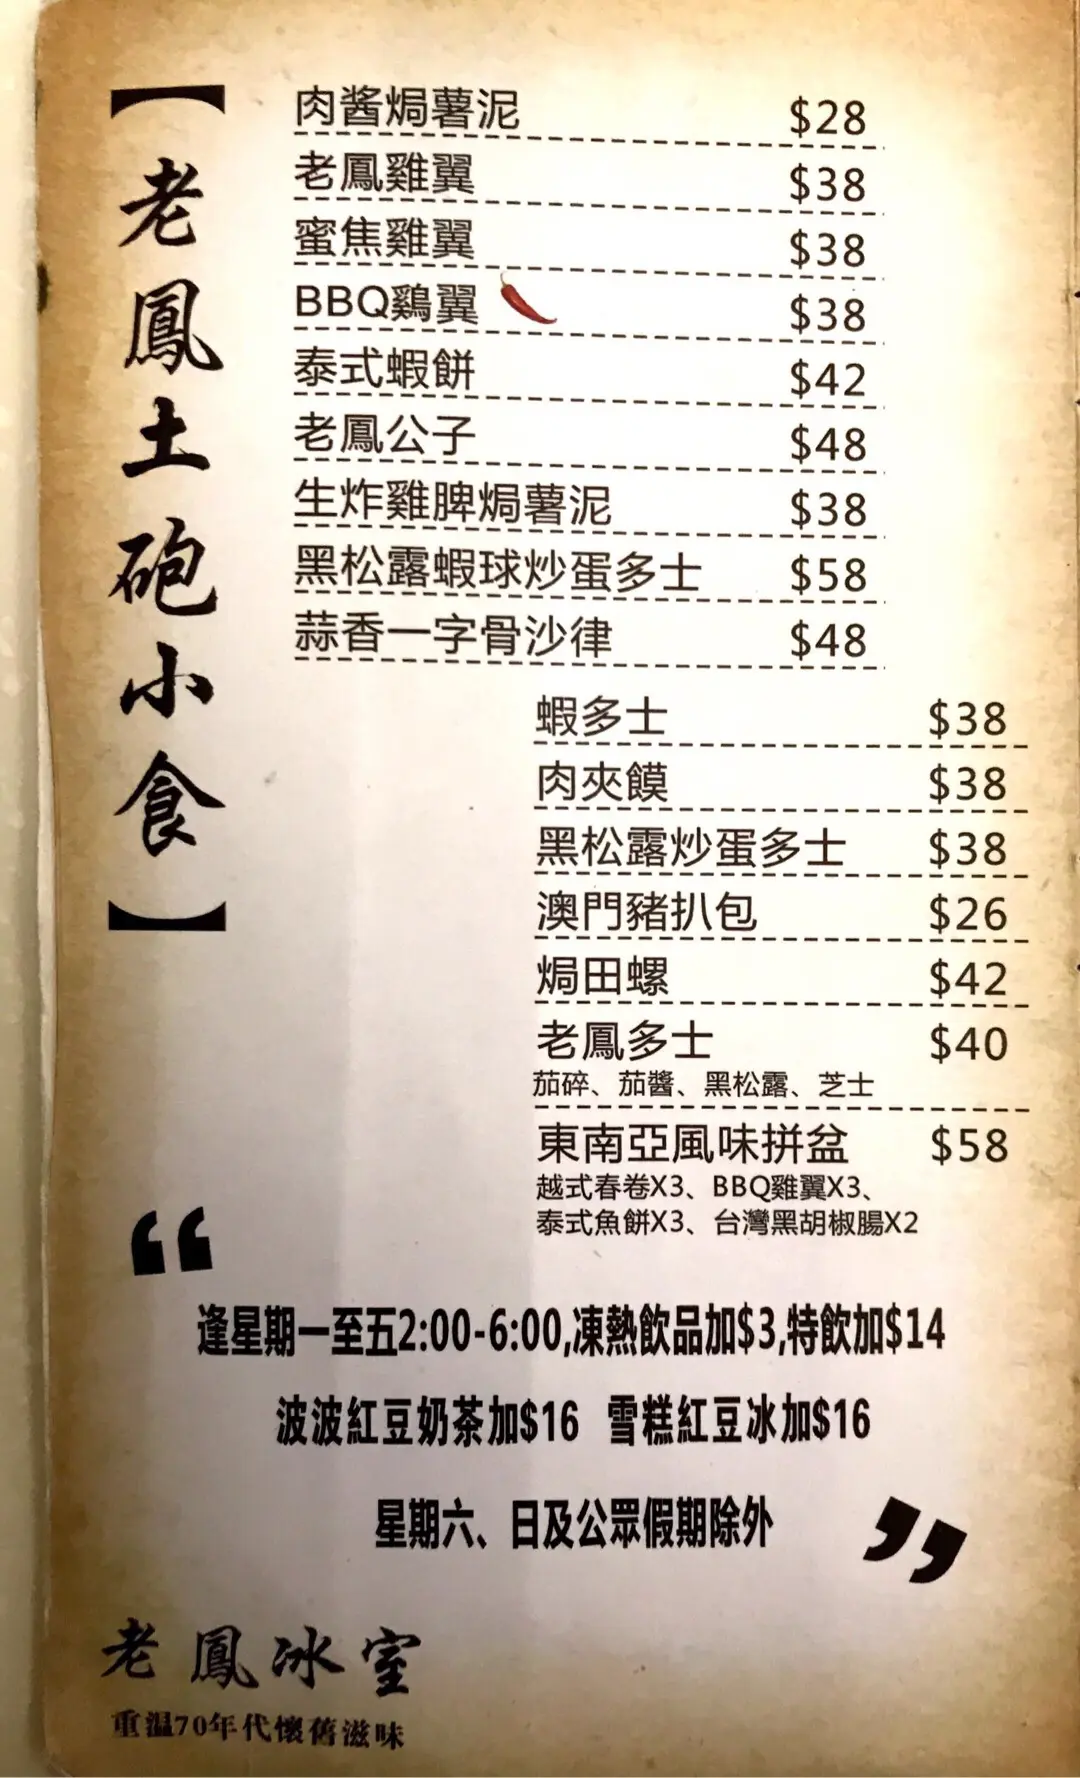 【老鳳土砲小食】
肉酱焗薯泥 $28
老鳳雞翼 $38
蜜焦雞翼 $38
BBQ鷄翼 $38
泰式蝦餅 $42
老鳳公子 $48
生炸雞脾焗薯泥 $38
黑松露蝦球炒蛋多士 $58
蒜香一字骨沙律 $48
蝦多士 $38
肉夾饃 $38
黑松露炒蛋多士 $38
澳門豬扒包 $26
焗田螺 $42
老鳳多士 $40
茄碎、茄醬、黑松露、芝士
東南亞風味拼盆 $58
越式春卷X3、BBQ雞翼X3、
泰式魚餅X3、台灣黑胡椒腸X2
“逢星期一至五2:00-6:00,凍熱飲品加$3,特飲加$14
波波紅豆奶茶加$16 雪糕紅豆冰加$16
星期六、日及公眾假期除外”
老鳳冰室
重溫70年代懷舊滋味